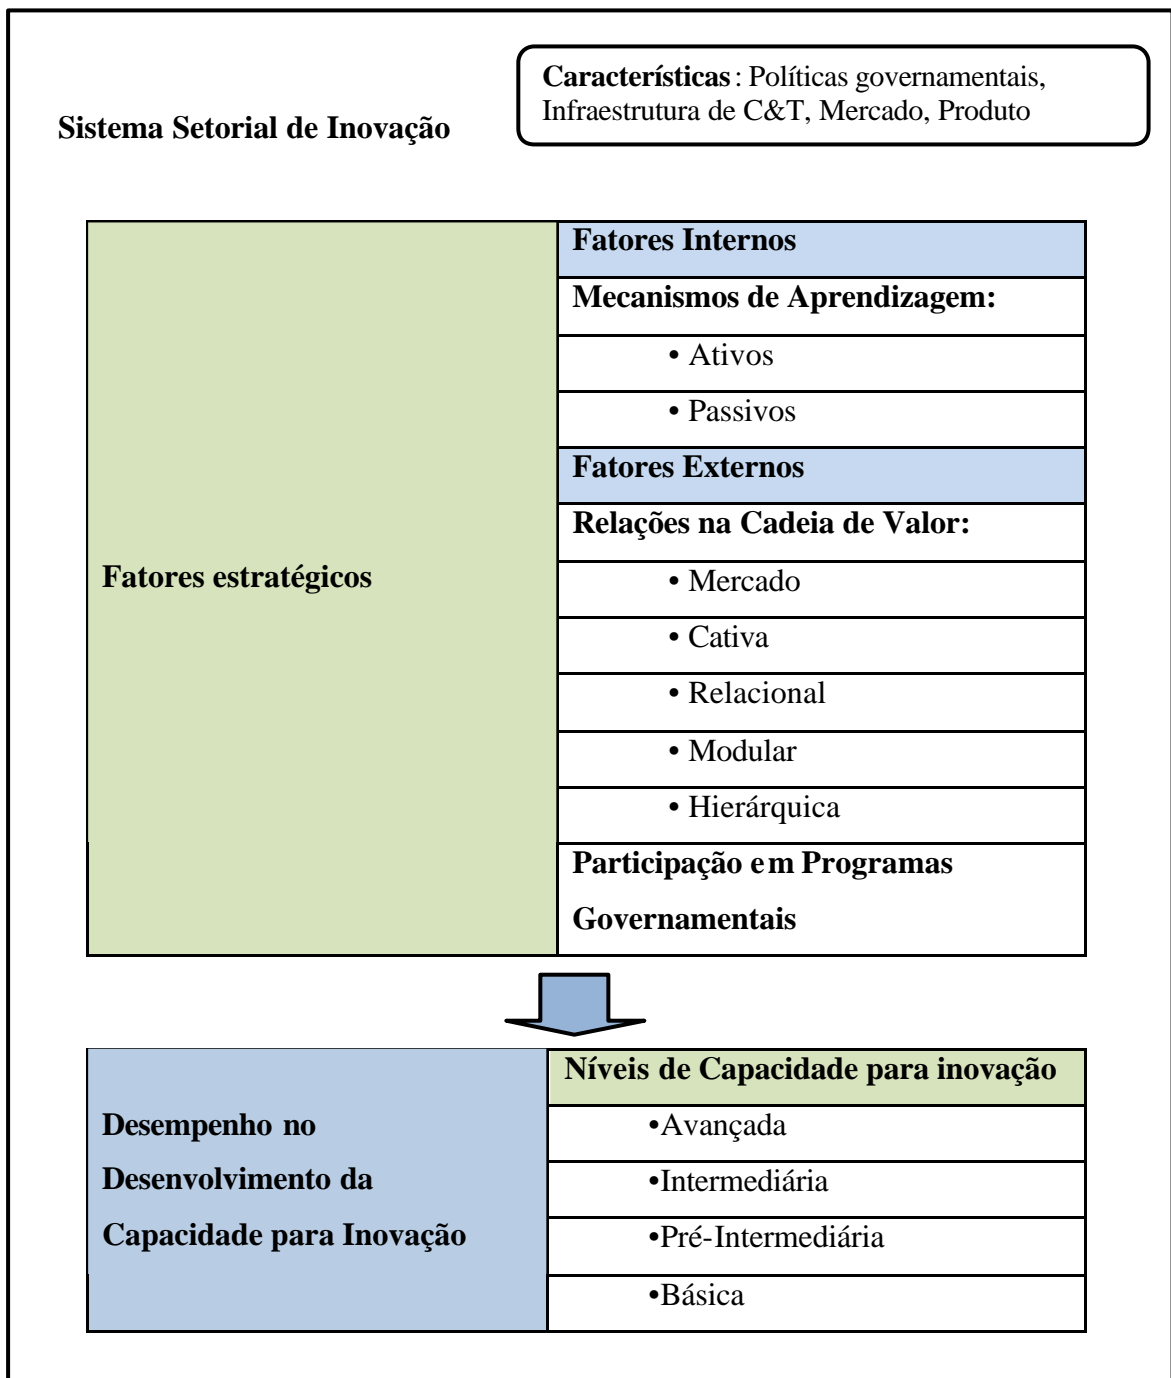 Características: Políticas governamentais,
Infraestrutura de C&T, Mercado, Produto
Sistema Setorial de Inovação
Fatores estratégicos
Fatores Internos
Mecanismos de Aprendizagem:
• Ativos
• Passivos
Fatores Externos
Relações na Cadeia de Valor:
• Mercado
• Cativa
• Relacional
• Modular
• Hierárquica
Participação em Programas
Governamentais
Desempenho no
Desenvolvimento da
Capacidade para Inovação
Níveis de Capacidade para inovação
•Avançada
•Intermediária
•Pré-Intermediária
•Básica